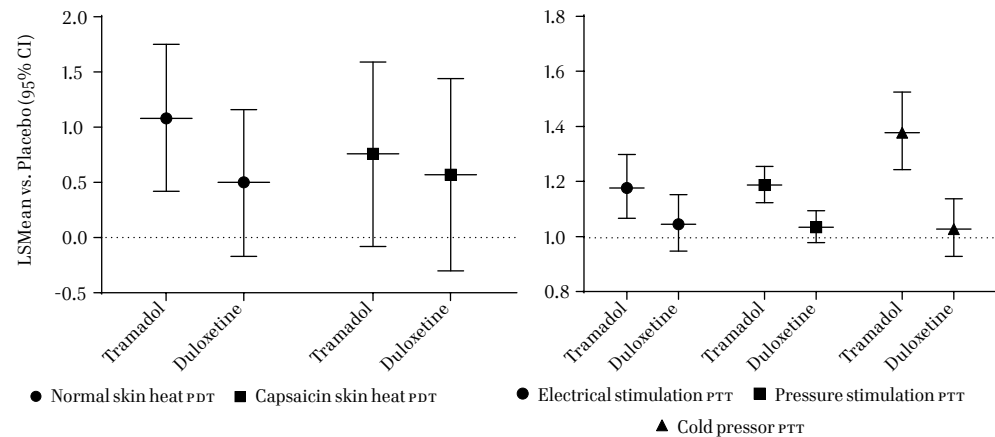 LSMean vs. Placebo (95% CI)
2.0
1.5
1.0
0.5
0.0
-0.5
Tramadol
Duloxetine
Tramadol
Duloxetine
Normal skin heat PDT
Capsaicin skin heat PDT
1.8
1.6
1.4
1.2
1.0
0.8
Tramadol
Duloxetine
Tramadol
Duloxetine
Tramadol
Duloxetine
Electrical stimulation PTT
Pressure stimulation PTT
Cold pressor PTT